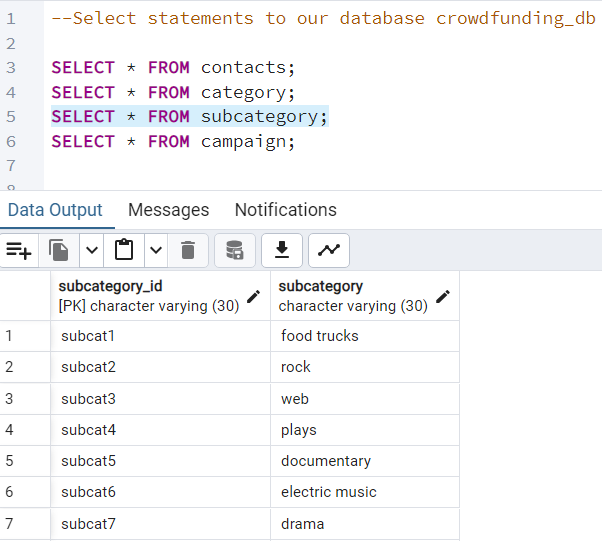 1 --Select statements to our database crowdfunding_db
2
3 SELECT * FROM contacts;
4 SELECT * FROM category;
5 SELECT * FROM subcategory;
6 SELECT * FROM campaign;
7
8
Data Output Messages Notifications
subcategory_id subcategory
[PK] character varying (30) character varying (30)
1 subcat1 food trucks
2 subcat2 rock
3 subcat3 web
4 subcat4 plays
5 subcat5 documentary
6 subcat6 electric music
7 subcat7 drama